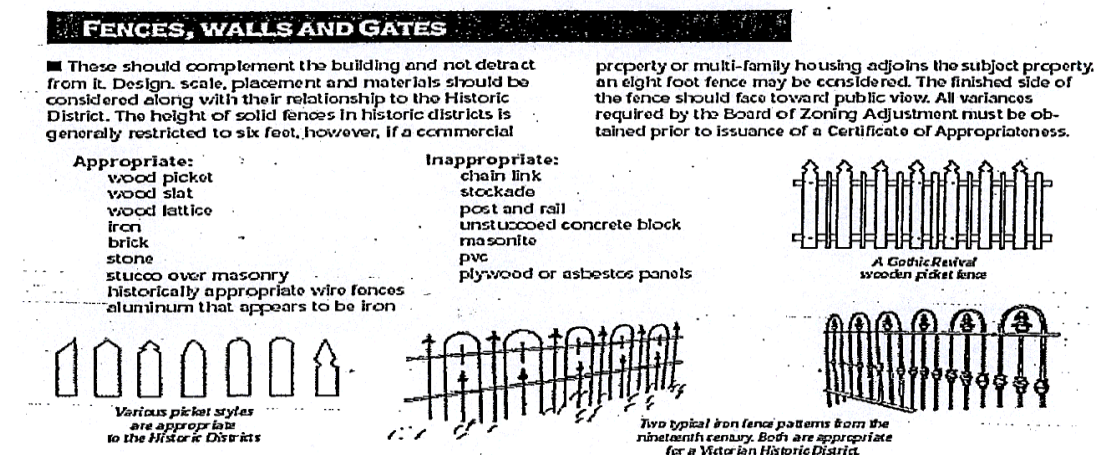 FENCES, WALLS AND GATES
■ These should complement the building and not detract
from it. Design, scale, placement and materials should be
considered along with their relationship to the Historic
District. The height of solid fences in historic districts is
generally restricted to six feet, however, if a commercial
property or multi-family housing adjoins the subject property,
an eight foot fence may be considered. The finished side of
the fence should face toward public view. All variances
required by the Board of Zoning Adjustment must be ob-
tained prior to issuance of a Certificate of Appropriateness.
Appropriate:
wood picket
wood slat
wood lattice
iron
brick
stone
stucco over masonry
historically appropriate wire fences
aluminum that appears to be iron
Inappropriate:
chain link
stockade
post and rail
unstuccoed concrete block
masonite
pvc
plywood or asbestos panels
A Gothic Revival
wooden picket fence
Various picket styles
are appropriate
to the Historic Districts
Two typical iron fence patterns from the
nineteenth century. Both are appropriate
for a Victorian Historic District.